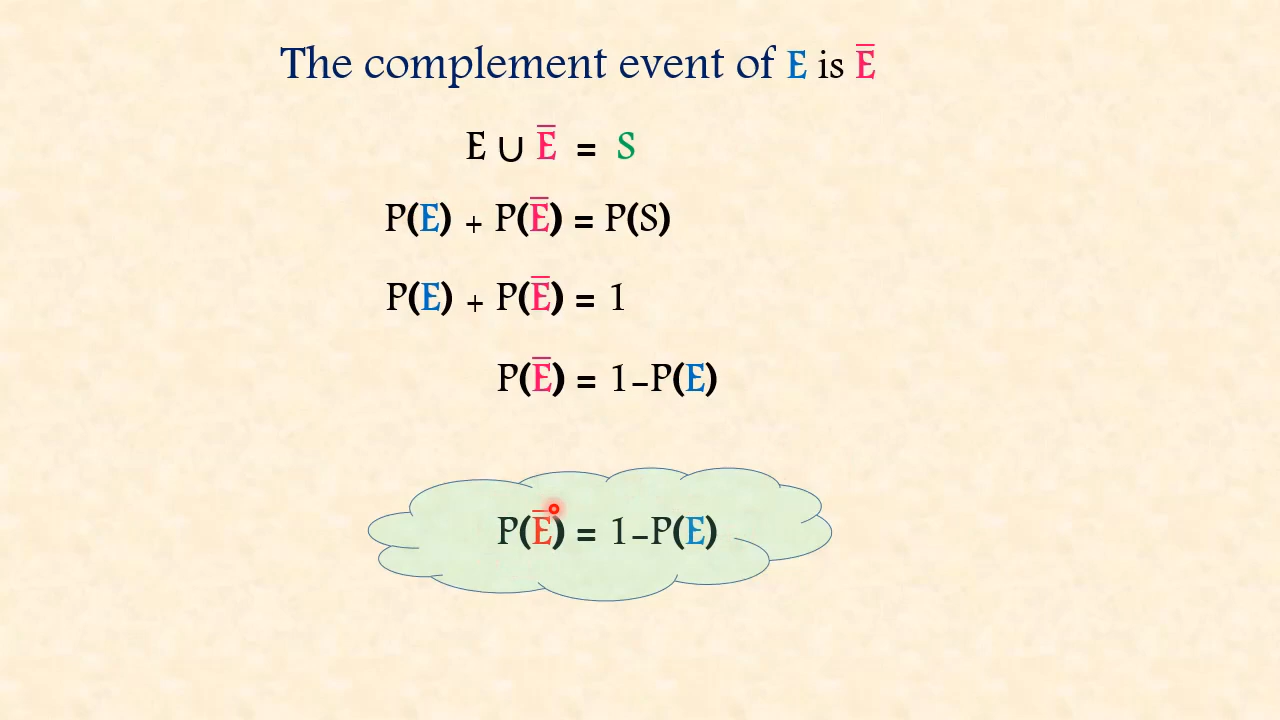 The complement event of E is E̅
E ∪ E̅ = S
P(E) + P(E̅) = P(S)
P(E) + P(E̅) = 1
P(E̅) = 1-P(E)
P(E̅) = 1-P(E)